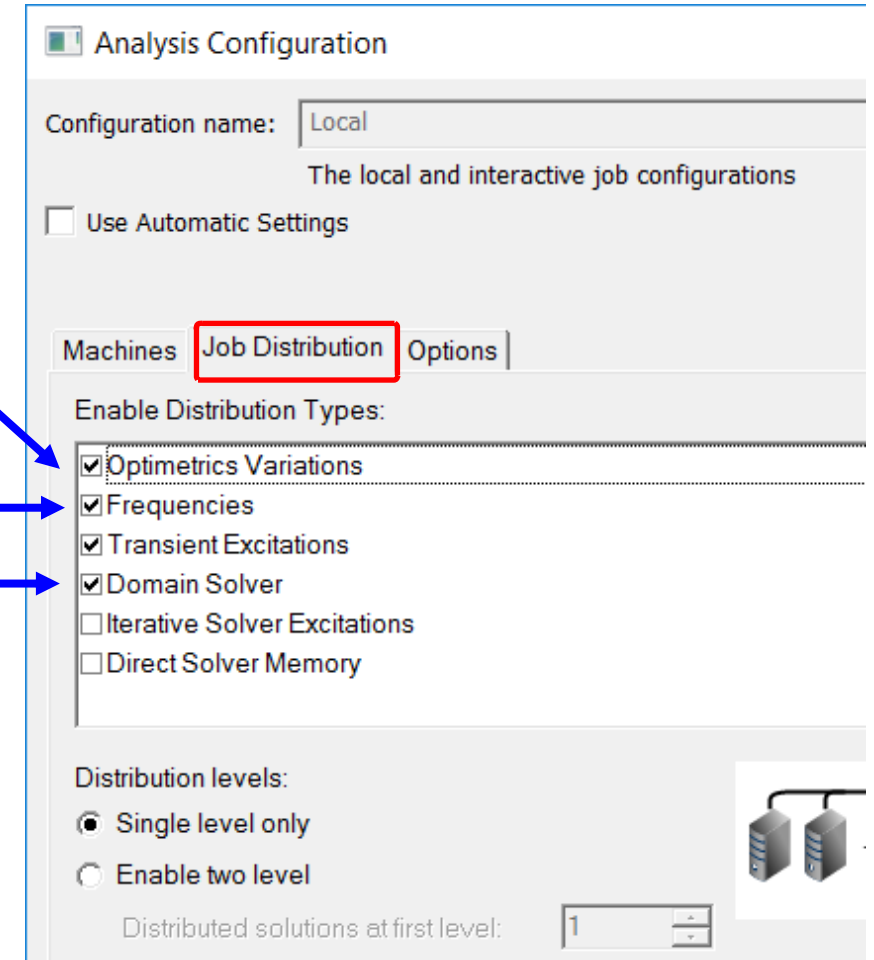 Analysis Configuration
Configuration name: Local
The local and interactive job configurations
Use Automatic Settings
Machines Job Distribution Options
Enable Distribution Types:
Optimetrics Variations
Frequencies
Transient Excitations
Domain Solver
Iterative Solver Excitations
Direct Solver Memory
Distribution levels:
Single level only
Enable two level
Distributed solutions at first level: 1